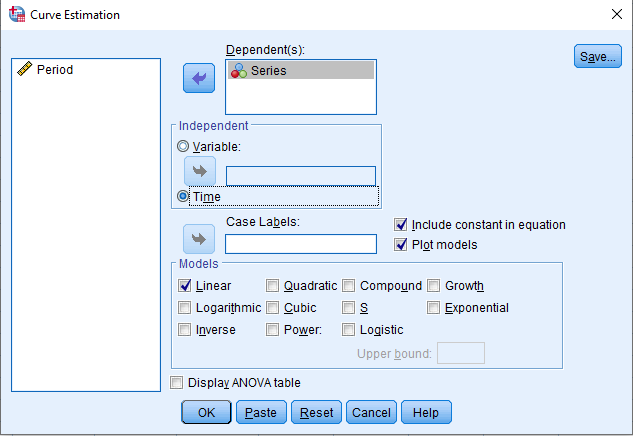 Curve Estimation
Dependent(s):
Period
Series
Save...
Independent
Variable:
Time
Case Labels:
Include constant in equation
Plot models
Models
Linear Quadratic Compound Growth
Logarithmic Cubic S Exponential
Inverse Power: Logistic
Upper bound:
Display ANOVA table
OK Paste Reset Cancel Help